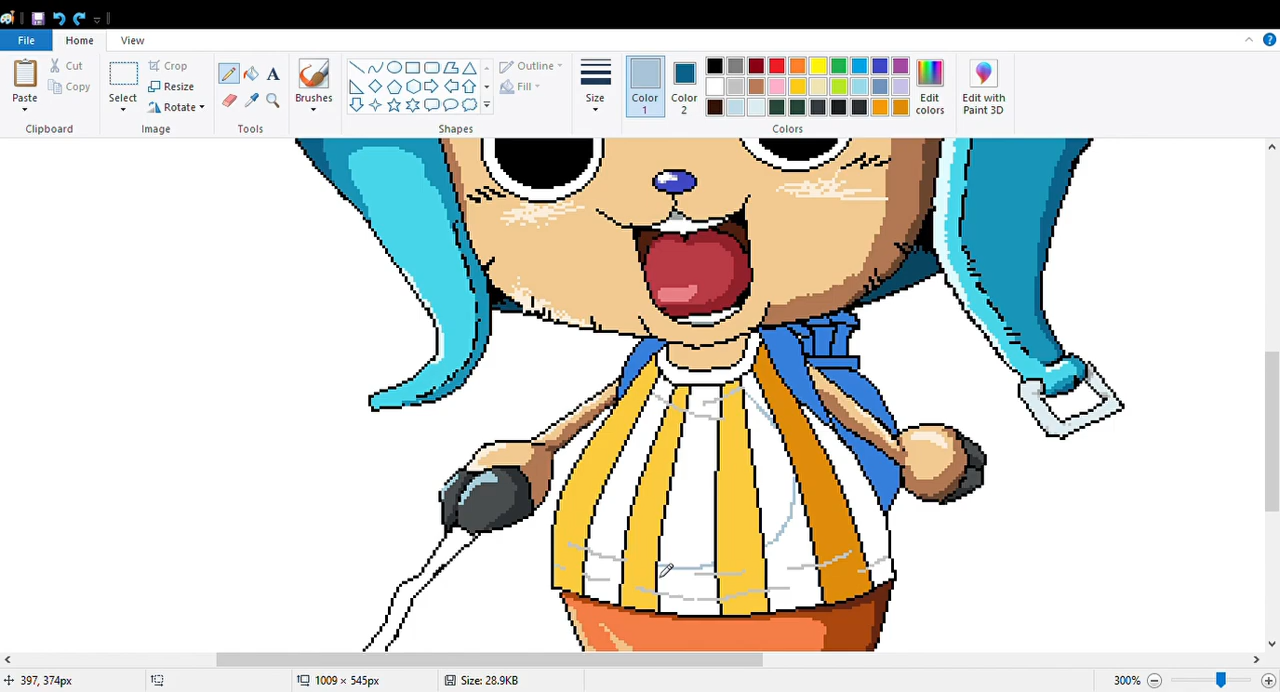 File Home View
Cut
Copy
Paste
Clipboard
Select
Crop
Resize
Rotate
Image
A
Tools
Brushes
Outline
Fill
Shapes
Size
Color
1
Color
2
Edit
colors
Colors
Edit with
Paint 3D
397, 374px
1009 × 545px
Size: 28.9KB
300%